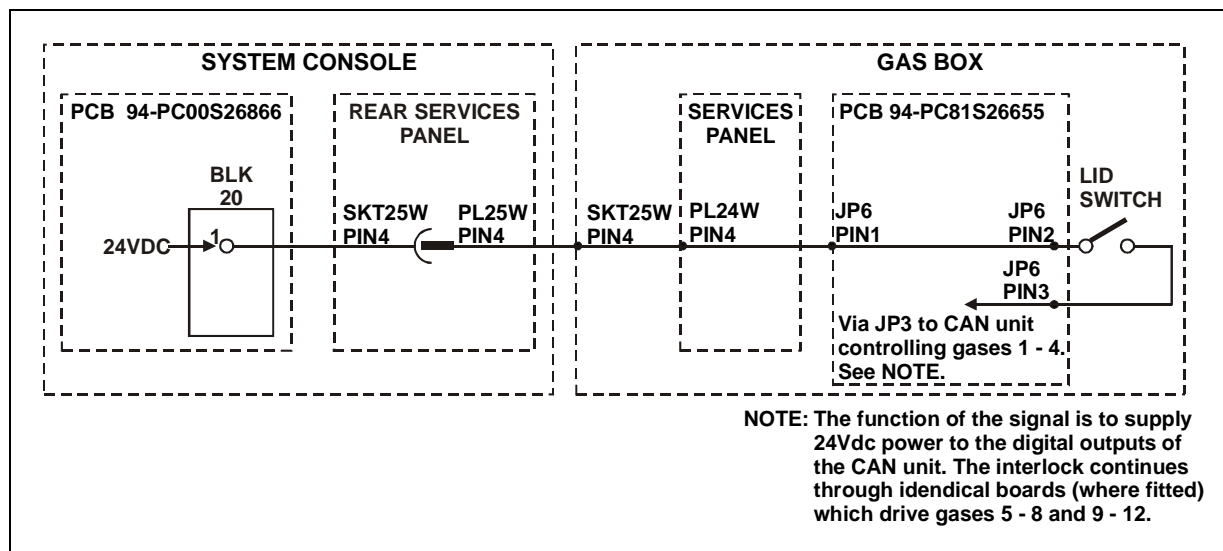 SYSTEM CONSOLE
GAS BOX
PCB 94-PC00S26866
REAR SERVICES
PANEL
SERVICES
PANEL
PCB 94-PC81S26655
BLK
20
LID
SWITCH
SKT25W
PIN4
PL25W
PIN4
SKT25W
PIN4
PL24W
PIN4
JP6
PIN1
JP6
PIN2
24VDC
1
JP6
PIN3
Via JP3 to CAN unit
controlling gases 1 - 4.
See NOTE.
NOTE: The function of the signal is to supply
24Vdc power to the digital outputs of
the CAN unit. The interlock continues
through idendical boards (where fitted)
which drive gases 5 - 8 and 9 - 12.